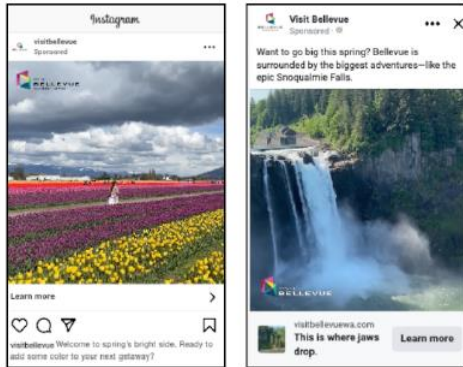 Instagram
visitbellevue
Sponsored
BELLEVUE
Learn more
visitbellevue Welcome to spring's bright side. Ready to
add some color to your next getaway?
Visit Bellevue
Sponsored
Want to go big this spring? Bellevue is
surrounded by the biggest adventures—like the
epic Snoqualmie Falls.
BELLEVUE
visitbellevuewa.com
This is where jaws
drop.
Learn more